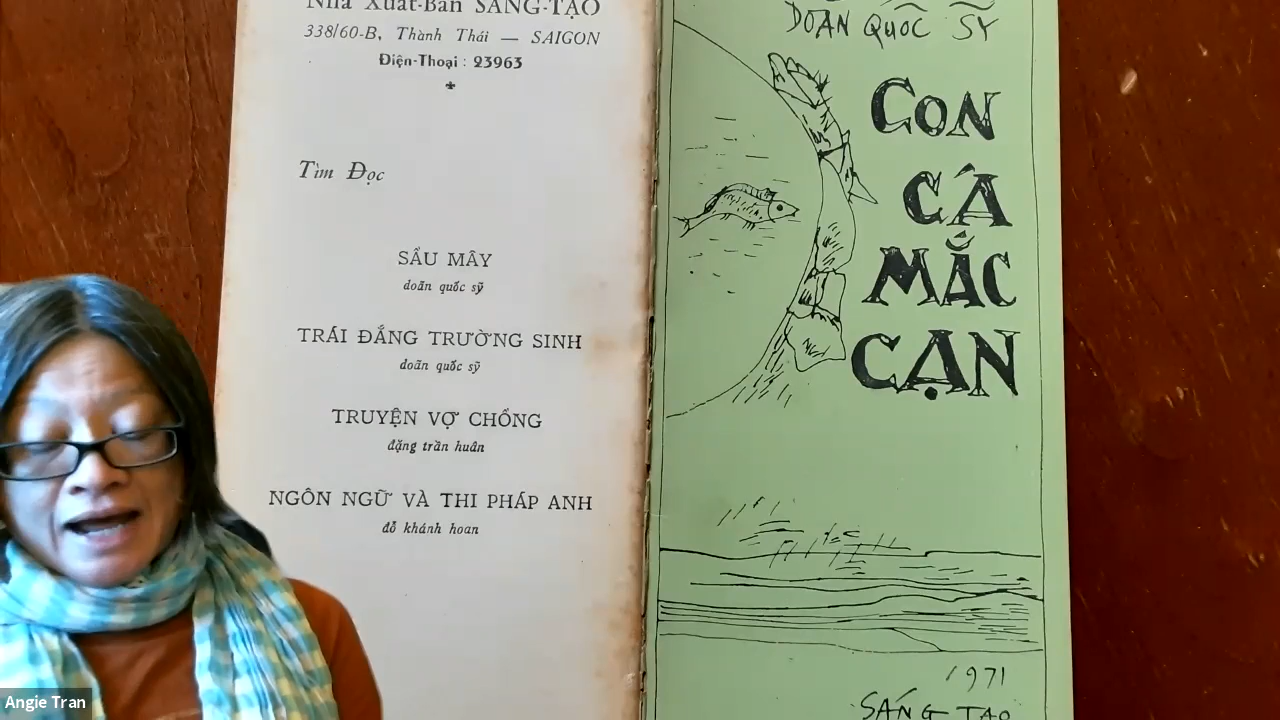 Nhà Xuất-Bản SÁNG-TẠO
338/60-B, Thành Thái — SAIGON
Điện-Thoại : 23963
Tìm Đọc
SẦU MÂY
doãn quốc sỹ
TRÁI ĐẮNG TRƯỜNG SINH
doãn quốc sỹ
TRUYỆN VỢ CHỒNG
đặng trần huân
NGÔN NGỮ VÀ THI PHÁP ANH
đỗ khánh hoan
DOÃN QUỐC SỸ
CON
CÁ
MẮC
CẠN
1971
SÁNG TẠO
Angie Tran